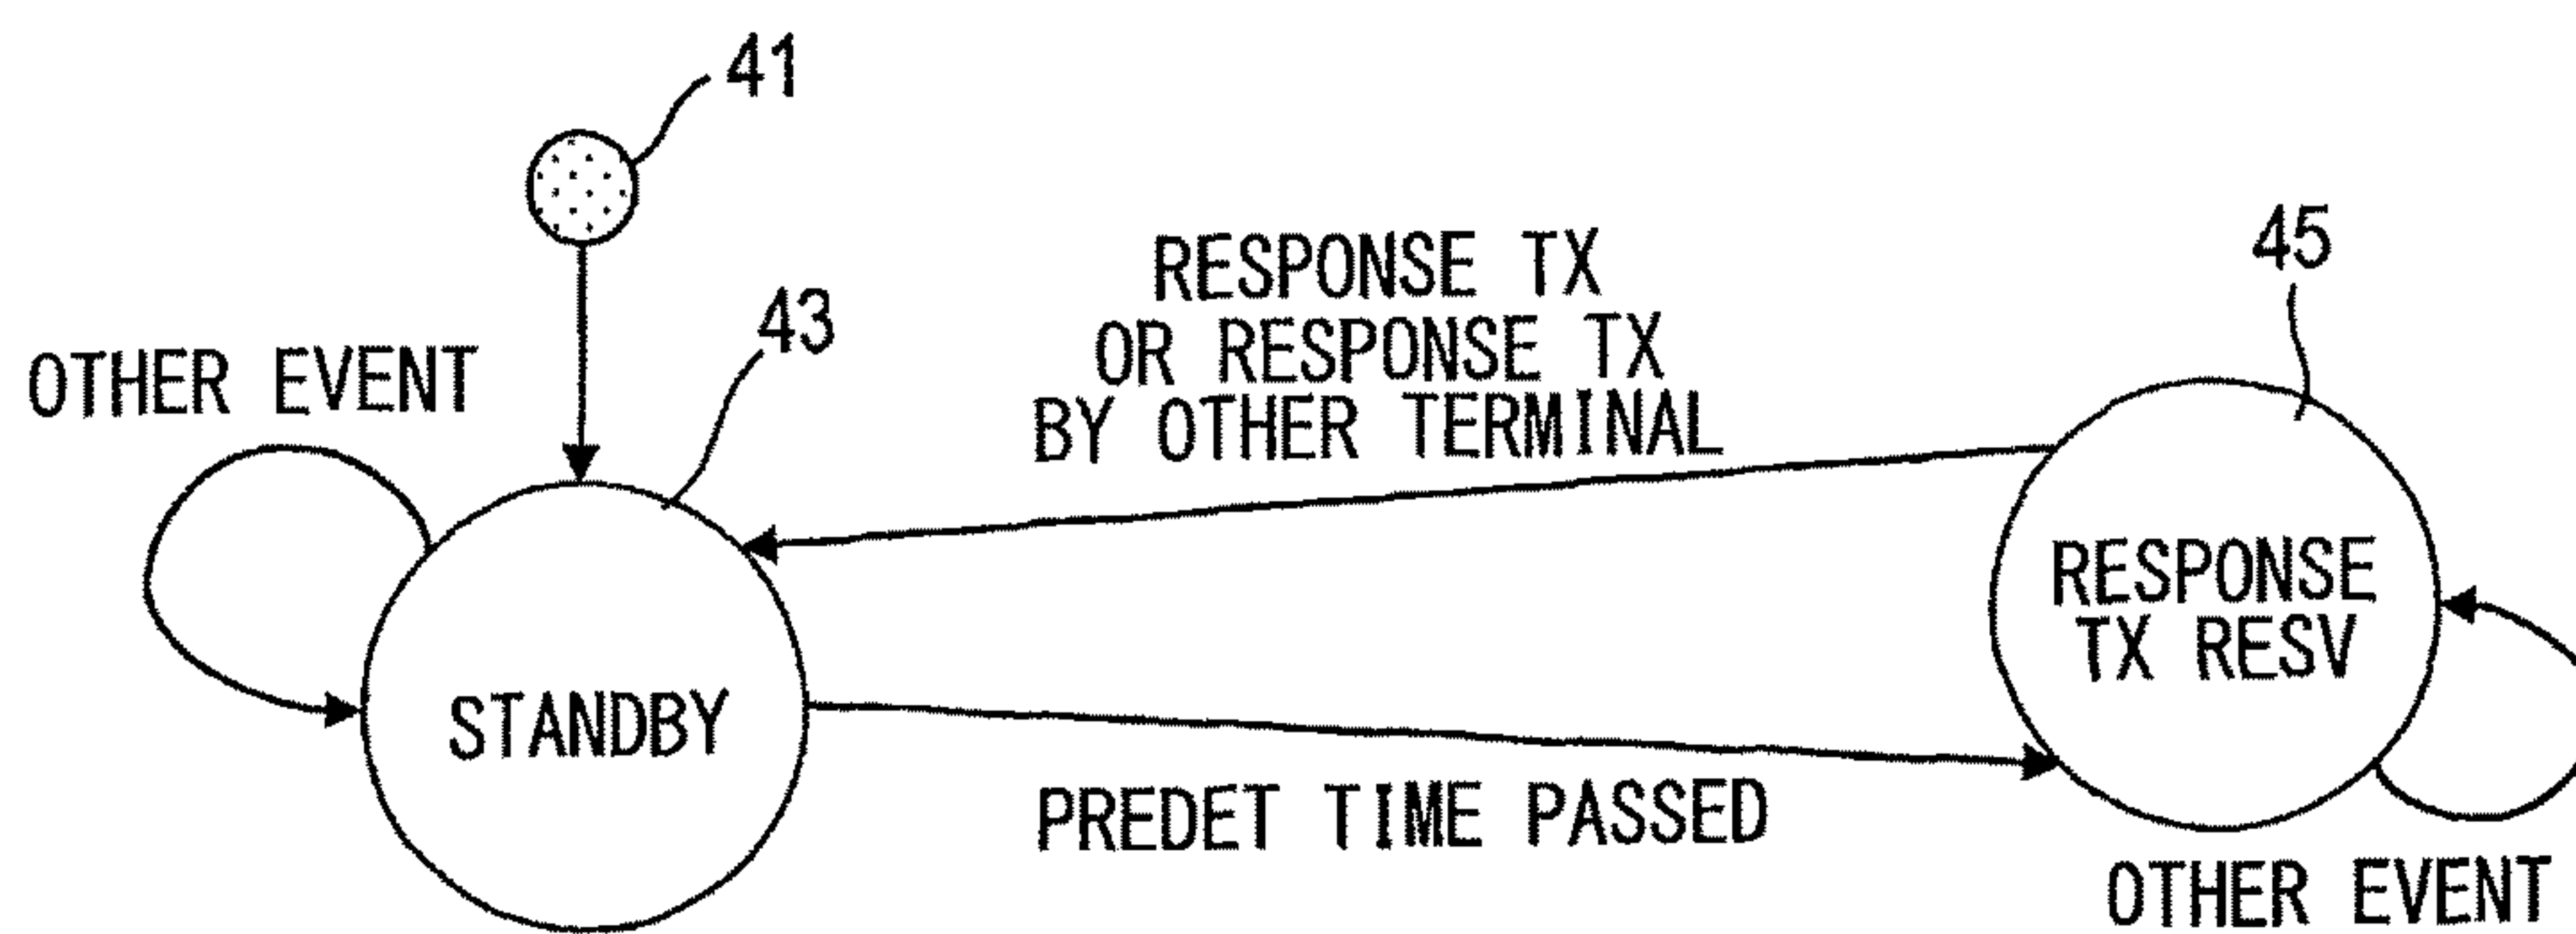 41
43
OTHER EVENT
RESPONSE TX
OR RESPONSE TX
BY OTHER TERMINAL
45
STANDBY
RESPONSE
TX RESV
PREDET TIME PASSED
OTHER EVENT